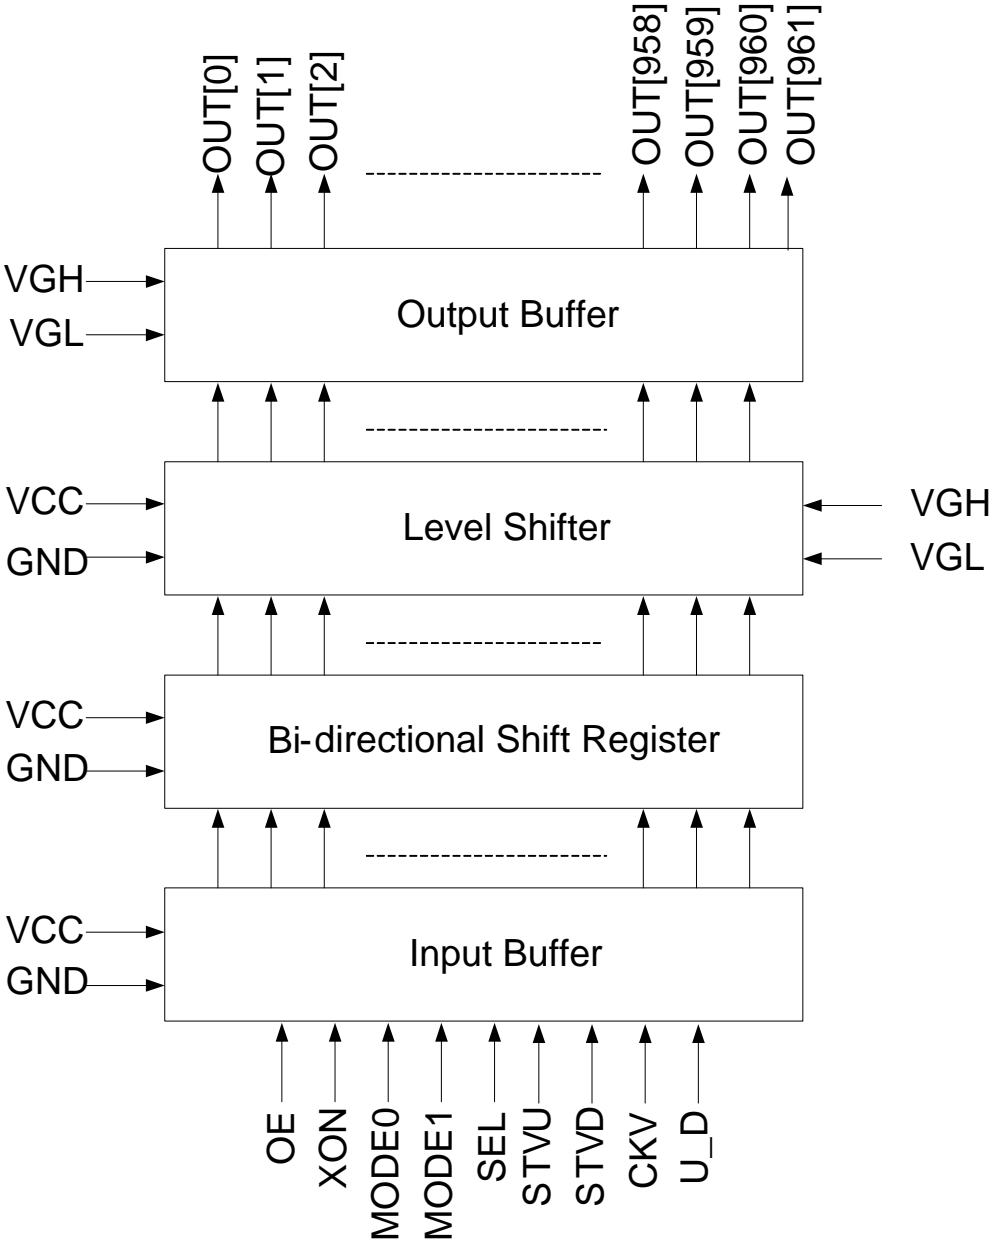 OUT[0]
OUT[1]
OUT[2]
OUT[958]
OUT[959]
OUT[960]
OUT[961]
VGH
VGL
Output Buffer
VCC
GND
Level Shifter
VGH
VGL
VCC
GND
Bi-directional Shift Register
VCC
GND
Input Buffer
OE
XON
MODE0
MODE1
SEL
STVU
STVD
CKV
U_D